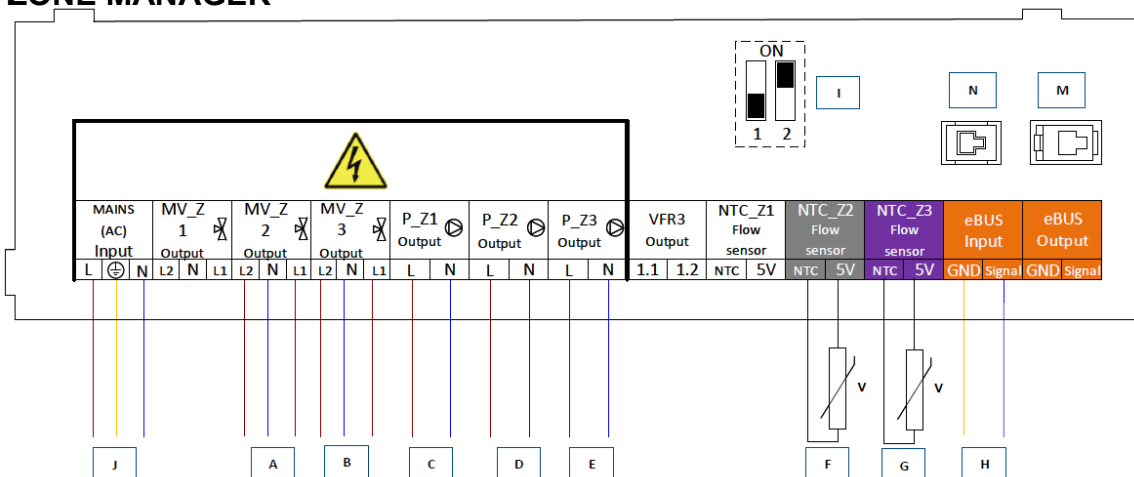 ON
1 2
I
N
M
MAINS
(AC)
Input
MV_Z
1
Output
MV_Z
2
Output
MV_Z
3
Output
P_Z1
Output
P_Z2
Output
P_Z3
Output
VFR3
Output
NTC_Z1
Flow
sensor
NTC_Z2
Flow
sensor
NTC_Z3
Flow
sensor
eBUS
Input
eBUS
Output
L N L2 N L1 L2 N L1 L2 N L1 L N L N L N 1.1 1.2 NTC 5V NTC 5V NTC 5V GND Signal GND Signal
V
V
J
A
B
C
D
E
F
G
H